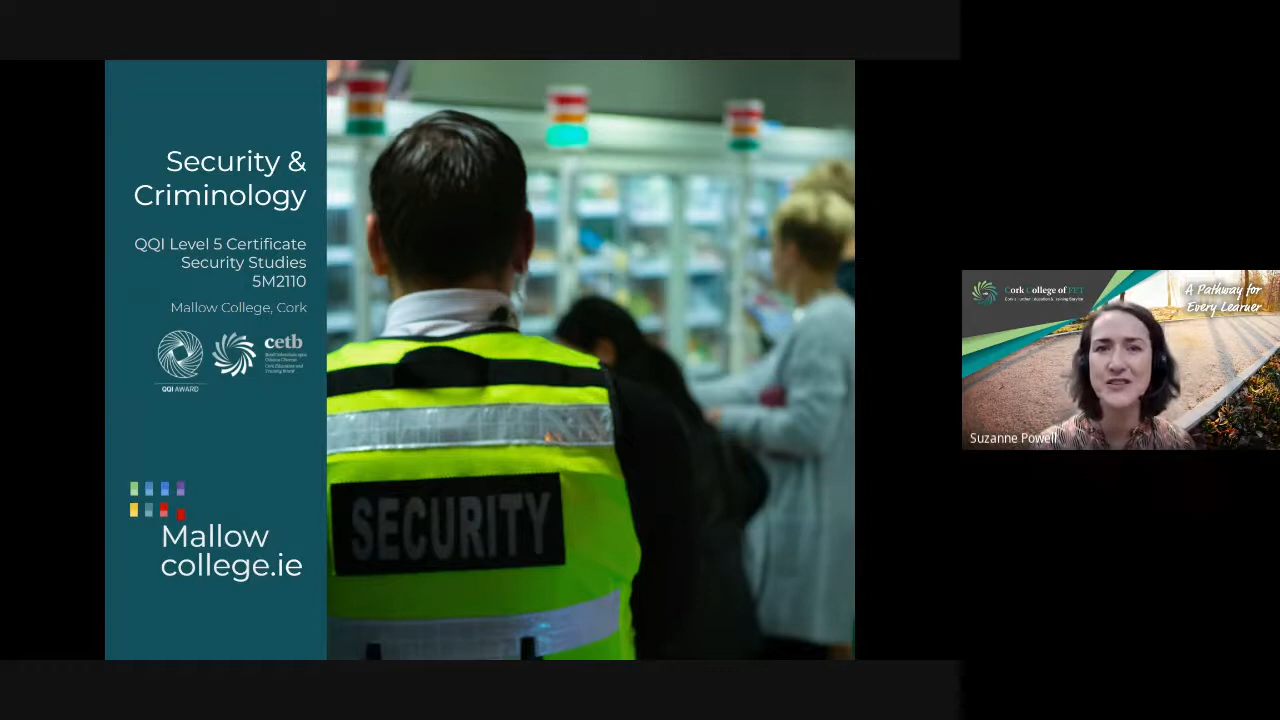 Security &
Criminology
QQI Level 5 Certificate
Security Studies
5M2110
Mallow College, Cork
cetb
QQI AWARD
Mallow
college.ie
SECURITY
Cork College of FET
A Pathway for
Every Learner
Suzanne Powell